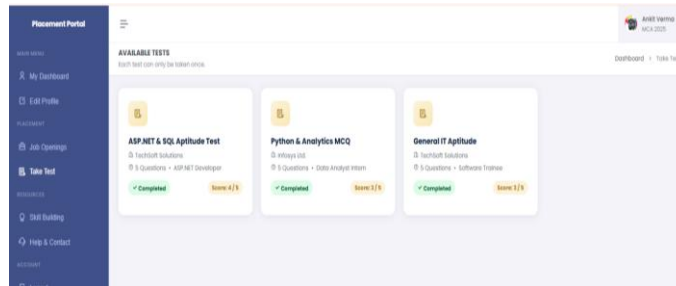 Placement Portal
Ankit Verma
MCA 2025
MAIN MENU
My Dashboard
Edit Profile
PLACEMENT
Job Openings
Take Test
RESOURCES
Skill Building
Help & Contact
ACCOUNT
AVAILABLE TESTS
Each test can only be taken once.
Dashboard > Take Te
ASP.NET & SQL Aptitude Test
TechSoft Solutions
5 Questions • ASP.NET Developer
✓ Completed
Score: 4/5
Python & Analytics MCQ
Infosys Ltd.
5 Questions • Data Analyst Intern
✓ Completed
Score: 3/5
General IT Aptitude
TechSoft Solutions
5 Questions • Software Trainee
✓ Completed